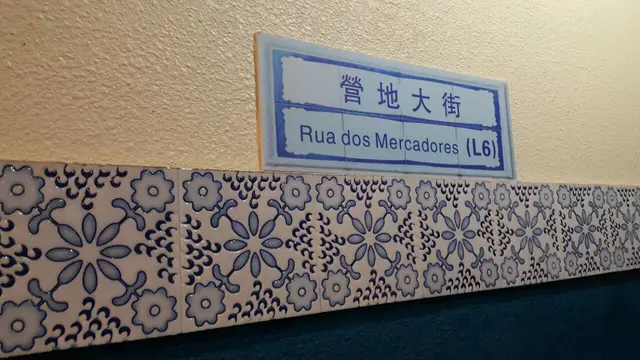 營地大街
Rua dos Mercadores (L6)